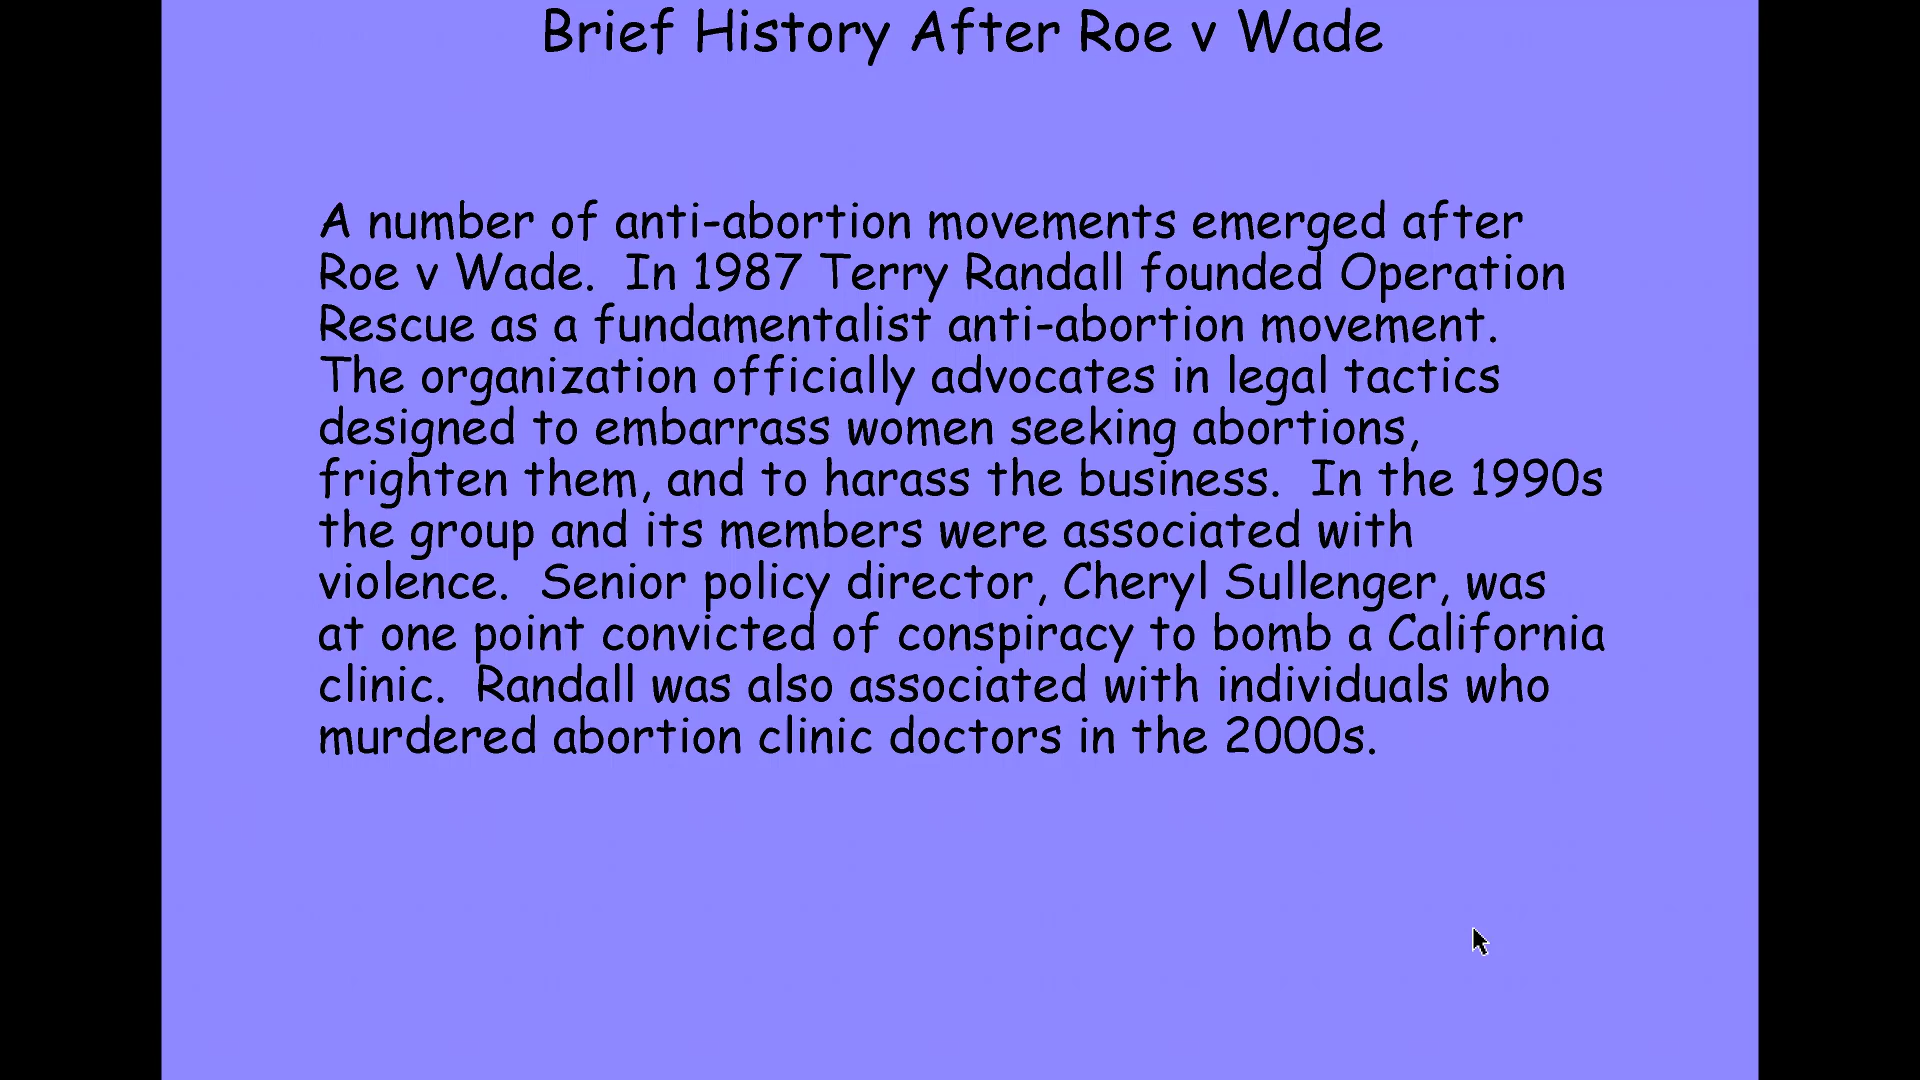 Brief History After Roe v Wade
A number of anti-abortion movements emerged after
Roe v Wade.  In 1987 Terry Randall founded Operation
Rescue as a fundamentalist anti-abortion movement.
The organization officially advocates in legal tactics
designed to embarrass women seeking abortions,
frighten them, and to harass the business.  In the 1990s
the group and its members were associated with
violence.  Senior policy director, Cheryl Sullenger, was
at one point convicted of conspiracy to bomb a California
clinic.  Randall was also associated with individuals who
murdered abortion clinic doctors in the 2000s.